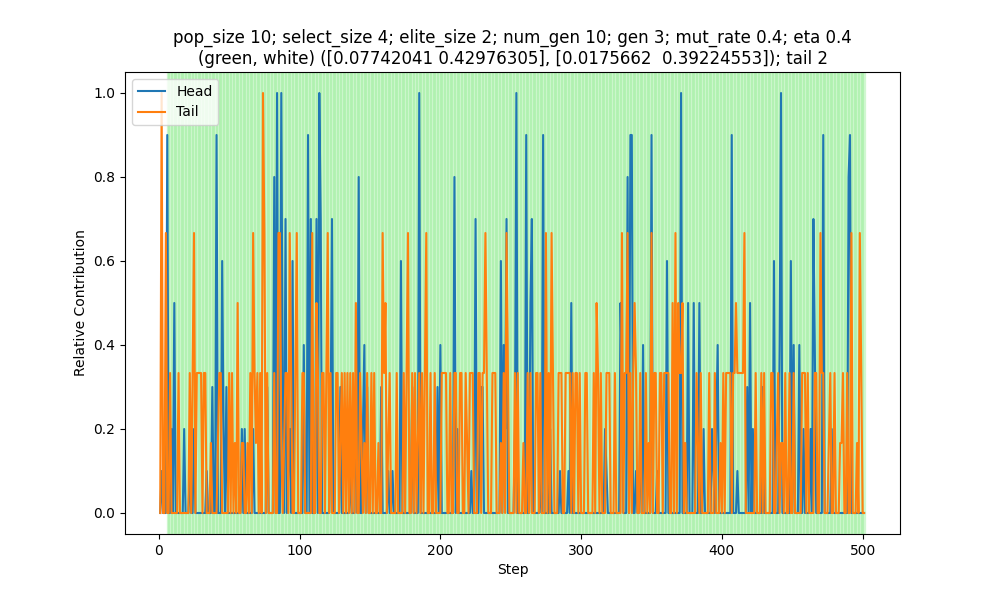 pop_size 10; select_size 4; elite_size 2; num_gen 10; gen 3; mut_rate 0.4; eta 0.4
(green, white) ([0.07742041 0.42976305], [0.0175662  0.39224553]); tail 2
Head
Tail
Relative Contribution
1.0
0.8
0.6
0.4
0.2
0.0
0
100
200
300
400
500
Step